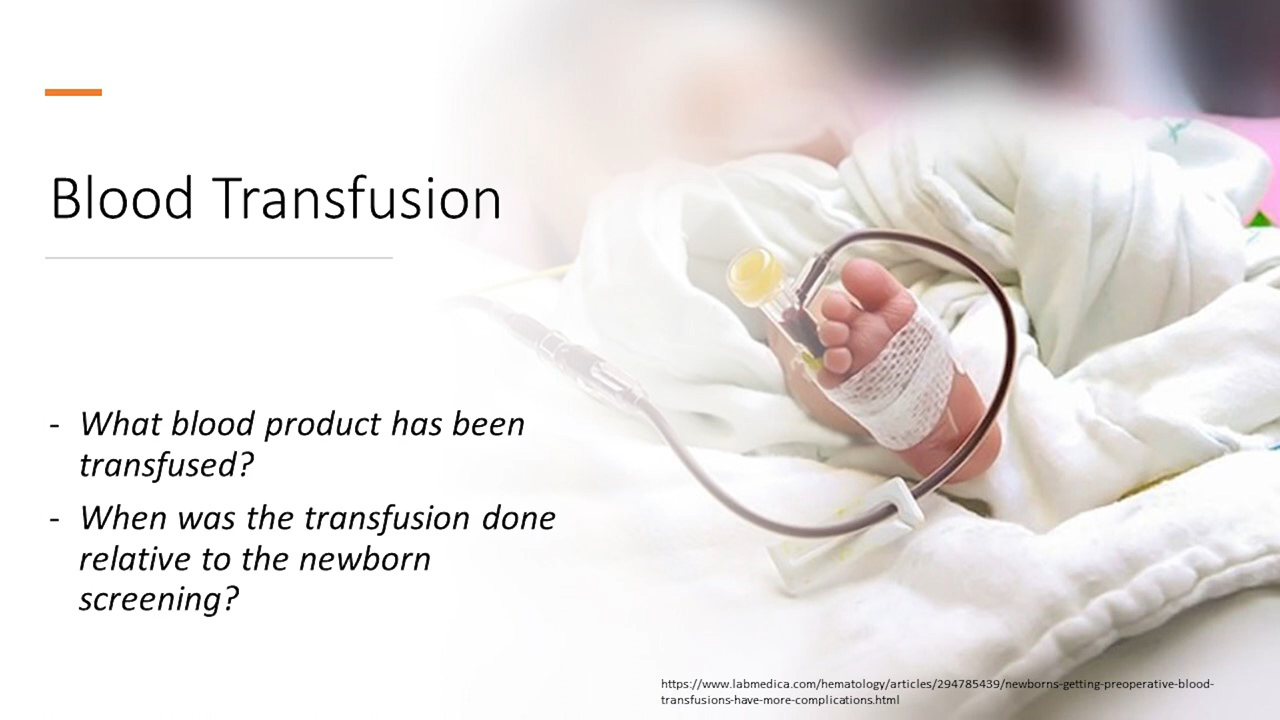 Blood Transfusion
- What blood product has been
transfused?
- When was the transfusion done
relative to the newborn
screening?
https://www.labmedica.com/hematology/articles/294785439/newborns-getting-preoperative-blood-
transfusions-have-more-complications.html